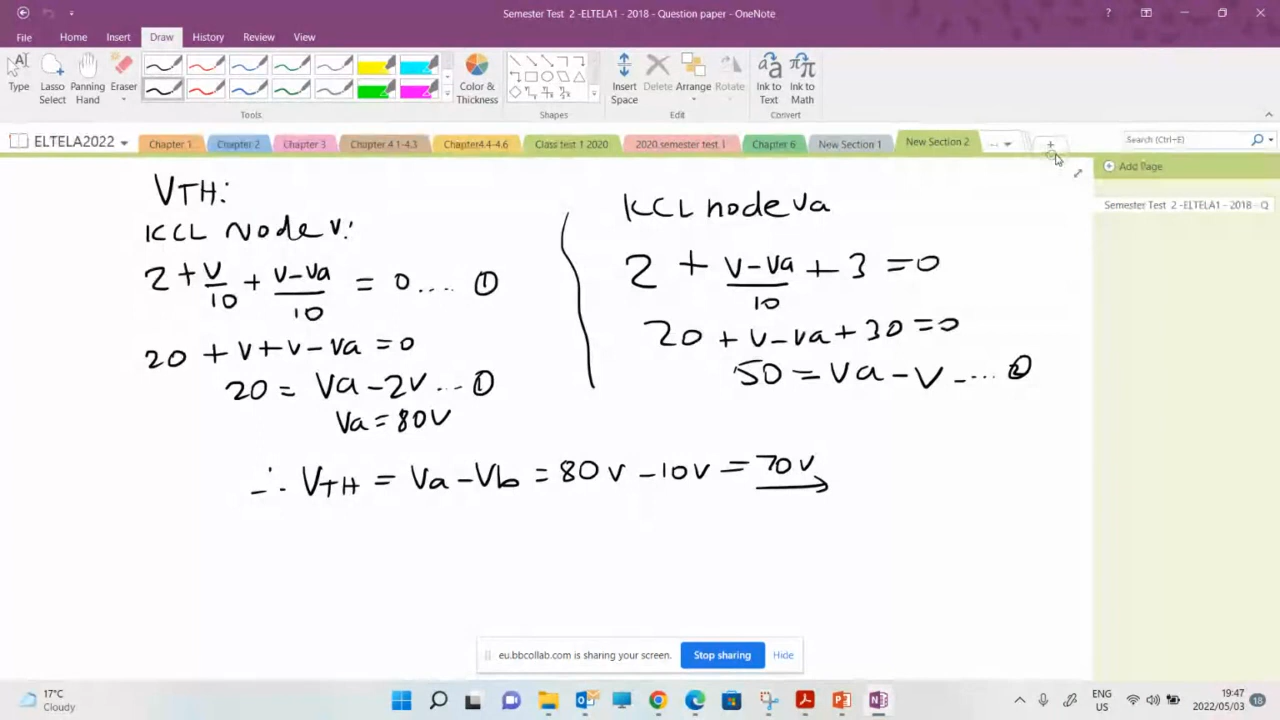 Semester Test 2 -ELTELA1 - 2018 - Question paper - OneNote
File Home Insert Draw History Review View
Type Lasso Select Panning Hand Eraser Color & Thickness Insert Space Delete Arrange Rotate Ink to Text Ink to Math
Tools Shapes Edit Convert
ELTELA2022 Chapter 1 Chapter 2 Chapter 3 Chapter 4.1-4.3 Chapter4.4-4.6 Class test 1 2020 2020 semester test 1 Chapter 6 New Section 1 New Section 2 ... + Search (Ctrl+E)
Add Page
Semester Test 2 -ELTELA1 - 2018 - Q
VTH:
KCL Node v:
2 + v/10 + v-va/10 = 0 .... ①
20 + v + v - va = 0
20 = va - 2v ... ①
va = 80v
KCL node va
2 + v-va/10 + 3 = 0
20 + v - va + 30 = 0
50 = va - v .... ②
∴ VTH = va - vb = 80v - 10v = 70v
eu.bbcollab.com is sharing your screen. Stop sharing Hide
17°C
Cloudy
ENG
US
19:47
2022/05/03
18